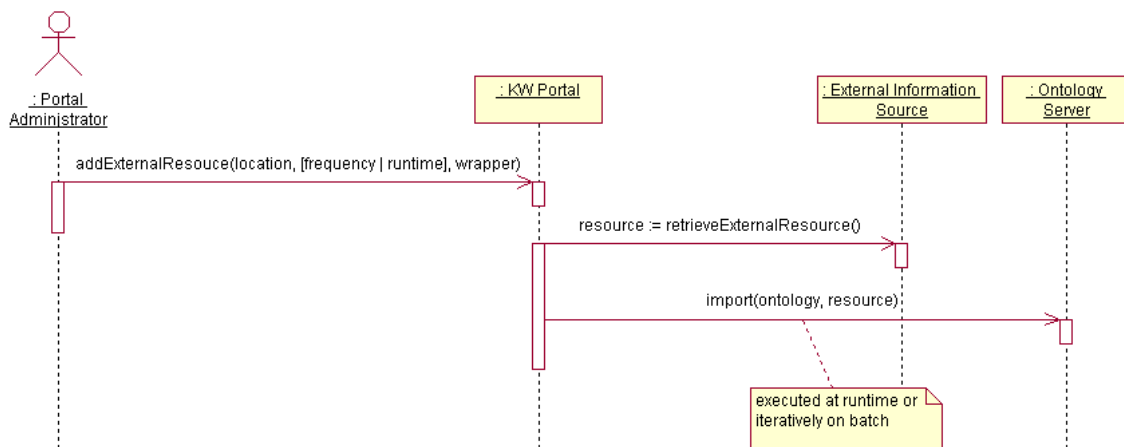 : Portal
Administrator
: KW Portal
: External Information
Source
: Ontology
Server
addExternalResouce(location, [frequency | runtime], wrapper)
resource := retrieveExternalResource()
import(ontology, resource)
executed at runtime or
iteratively on batch